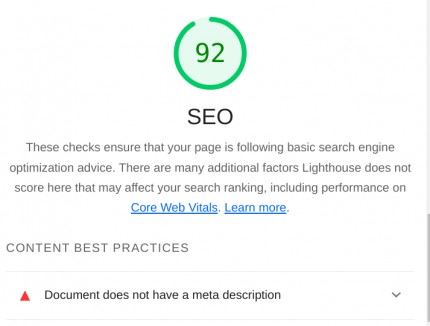 92
SEO
These checks ensure that your page is following basic search engine
optimization advice. There are many additional factors Lighthouse does not
score here that may affect your search ranking, including performance on
Core Web Vitals. Learn more.
CONTENT BEST PRACTICES
Document does not have a meta description